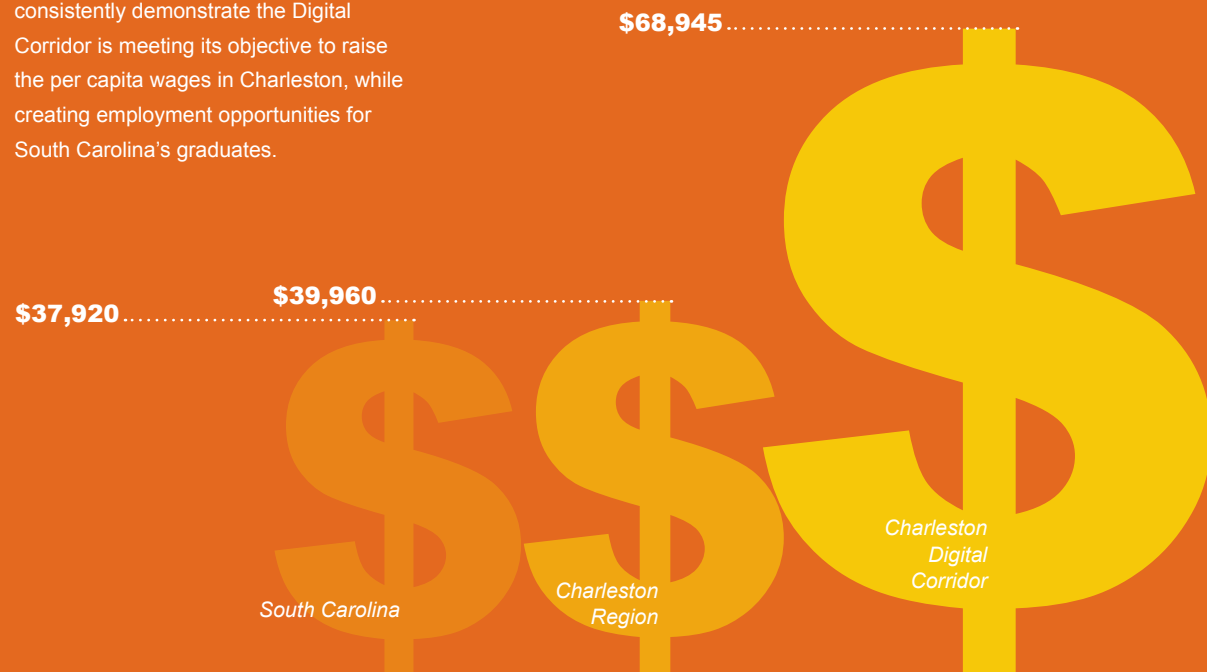 consistently demonstrate the Digital
Corridor is meeting its objective to raise
the per capita wages in Charleston, while
creating employment opportunities for
South Carolina’s graduates.
$68,945
$39,960
$37,920
Charleston
Digital
Corridor
Charleston
Region
South Carolina